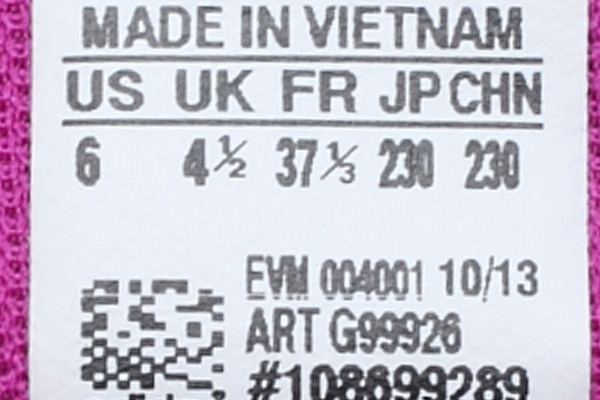 MADE IN VIETNAM
US UK FR JP CHN
6 4½ 37⅓ 230 230
EVM 004001 10/13
ART G99926
#108699289